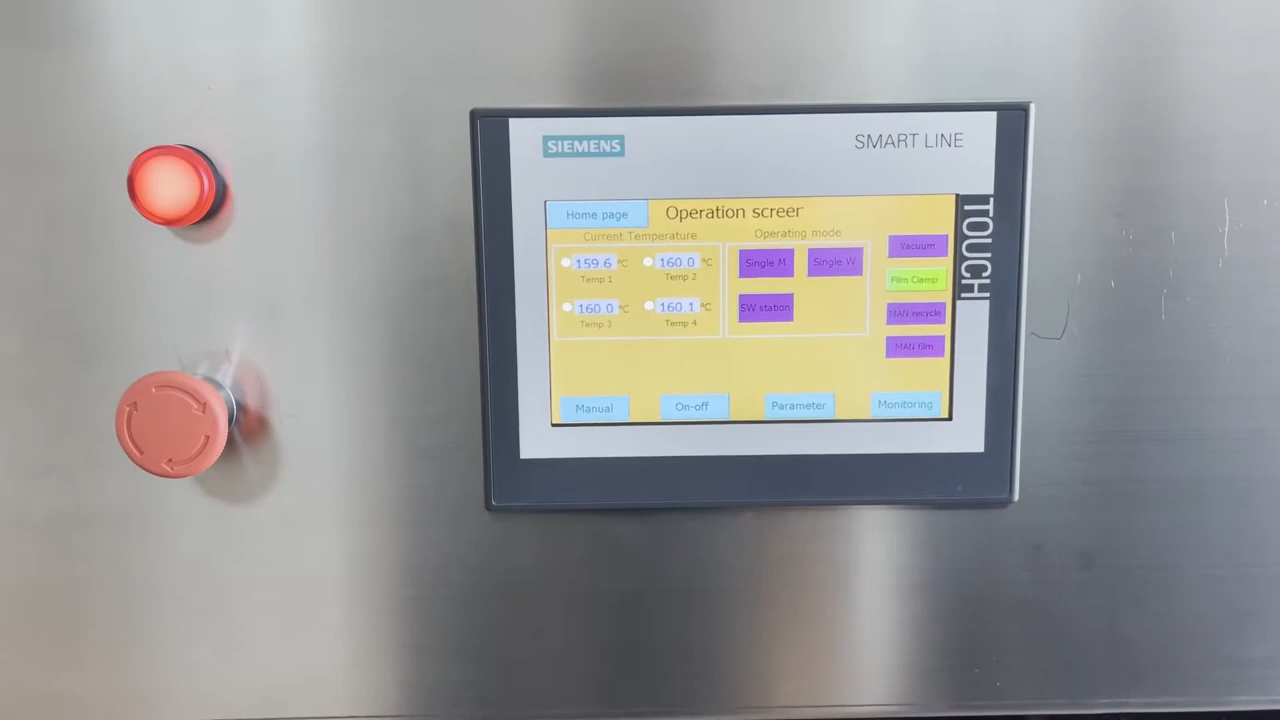 SIEMENS
SMART LINE
TOUCH
Home page
Operation screer
Current Temperature
Operating mode
159.6 °C
160.0 °C
Temp 1
Temp 2
160.0 °C
160.1 °C
Temp 3
Temp 4
Single M
Single W
SW station
Vacuum
Film Clamp
MAN recycle
MAN film
Manual
On-off
Parameter
Monitoring